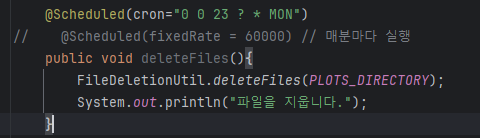 @Scheduled(cron="0 0 23 ? * MON")
//    @Scheduled(fixedRate = 60000) // 매분마다 실행
public void deleteFiles(){
FileDeletionUtil.deleteFiles(PLOTS_DIRECTORY);
System.out.println("파일을 지웁니다.");
}